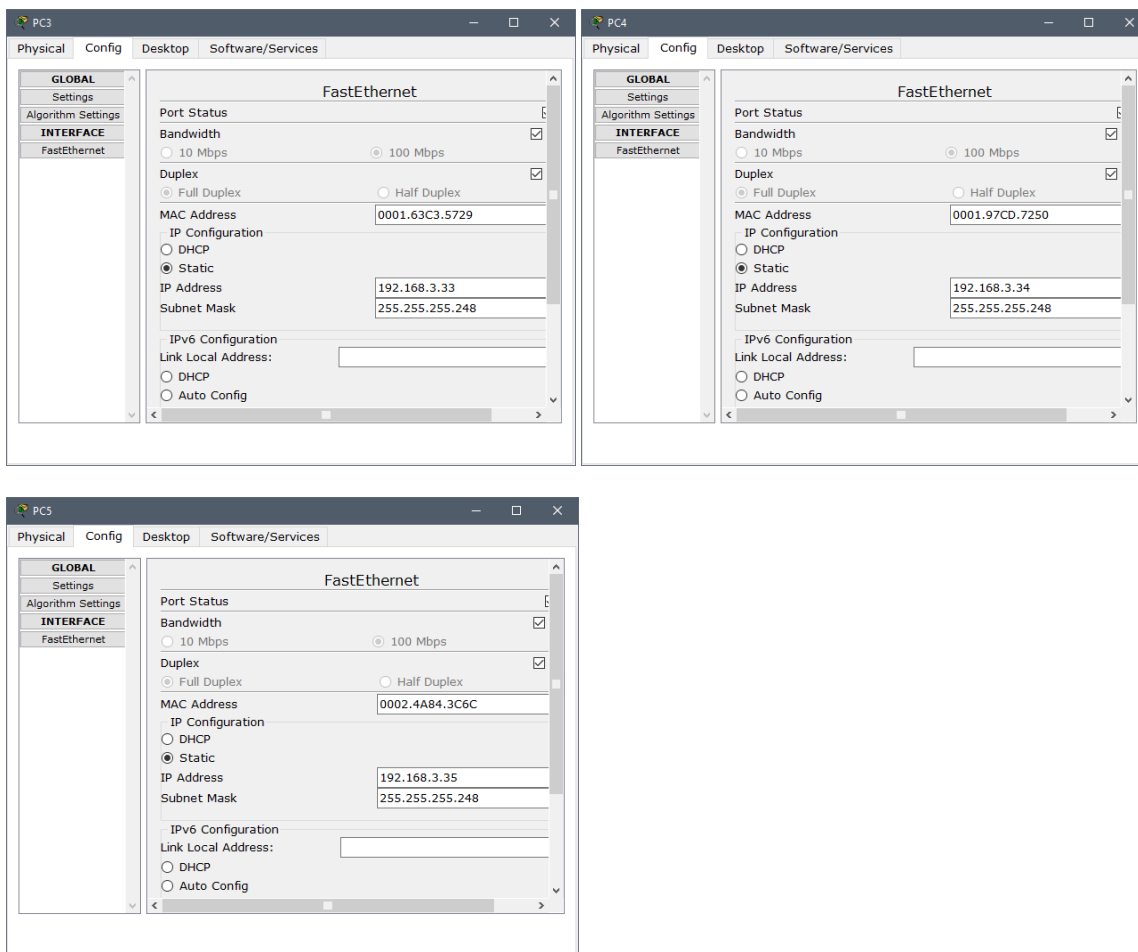 PC3
Physical Config Desktop Software/Services
GLOBAL
Settings
Algorithm Settings
INTERFACE
FastEthernet
FastEthernet
Port Status
Bandwidth
10 Mbps 100 Mbps
Duplex
Full Duplex Half Duplex
MAC Address 0001.63C3.5729
IP Configuration
DHCP
Static
IP Address 192.168.3.33
Subnet Mask 255.255.255.248
IPv6 Configuration
Link Local Address:
DHCP
Auto Config
PC4
Physical Config Desktop Software/Services
GLOBAL
Settings
Algorithm Settings
INTERFACE
FastEthernet
FastEthernet
Port Status
Bandwidth
10 Mbps 100 Mbps
Duplex
Full Duplex Half Duplex
MAC Address 0001.97CD.7250
IP Configuration
DHCP
Static
IP Address 192.168.3.34
Subnet Mask 255.255.255.248
IPv6 Configuration
Link Local Address:
DHCP
Auto Config
PC5
Physical Config Desktop Software/Services
GLOBAL
Settings
Algorithm Settings
INTERFACE
FastEthernet
FastEthernet
Port Status
Bandwidth
10 Mbps 100 Mbps
Duplex
Full Duplex Half Duplex
MAC Address 0002.4A84.3C6C
IP Configuration
DHCP
Static
IP Address 192.168.3.35
Subnet Mask 255.255.255.248
IPv6 Configuration
Link Local Address:
DHCP
Auto Config